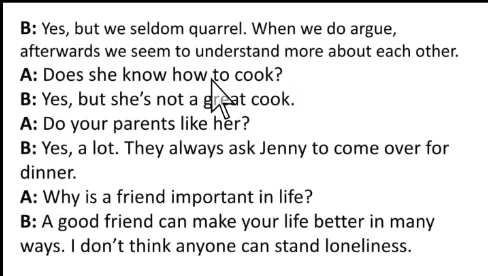 B: Yes, but we seldom quarrel. When we do argue,
afterwards we seem to understand more about each other.
A: Does she know how to cook?
B: Yes, but she's not a great cook.
A: Do your parents like her?
B: Yes, a lot. They always ask Jenny to come over for
dinner.
A: Why is a friend important in life?
B: A good friend can make your life better in many
ways. I don't think anyone can stand loneliness.